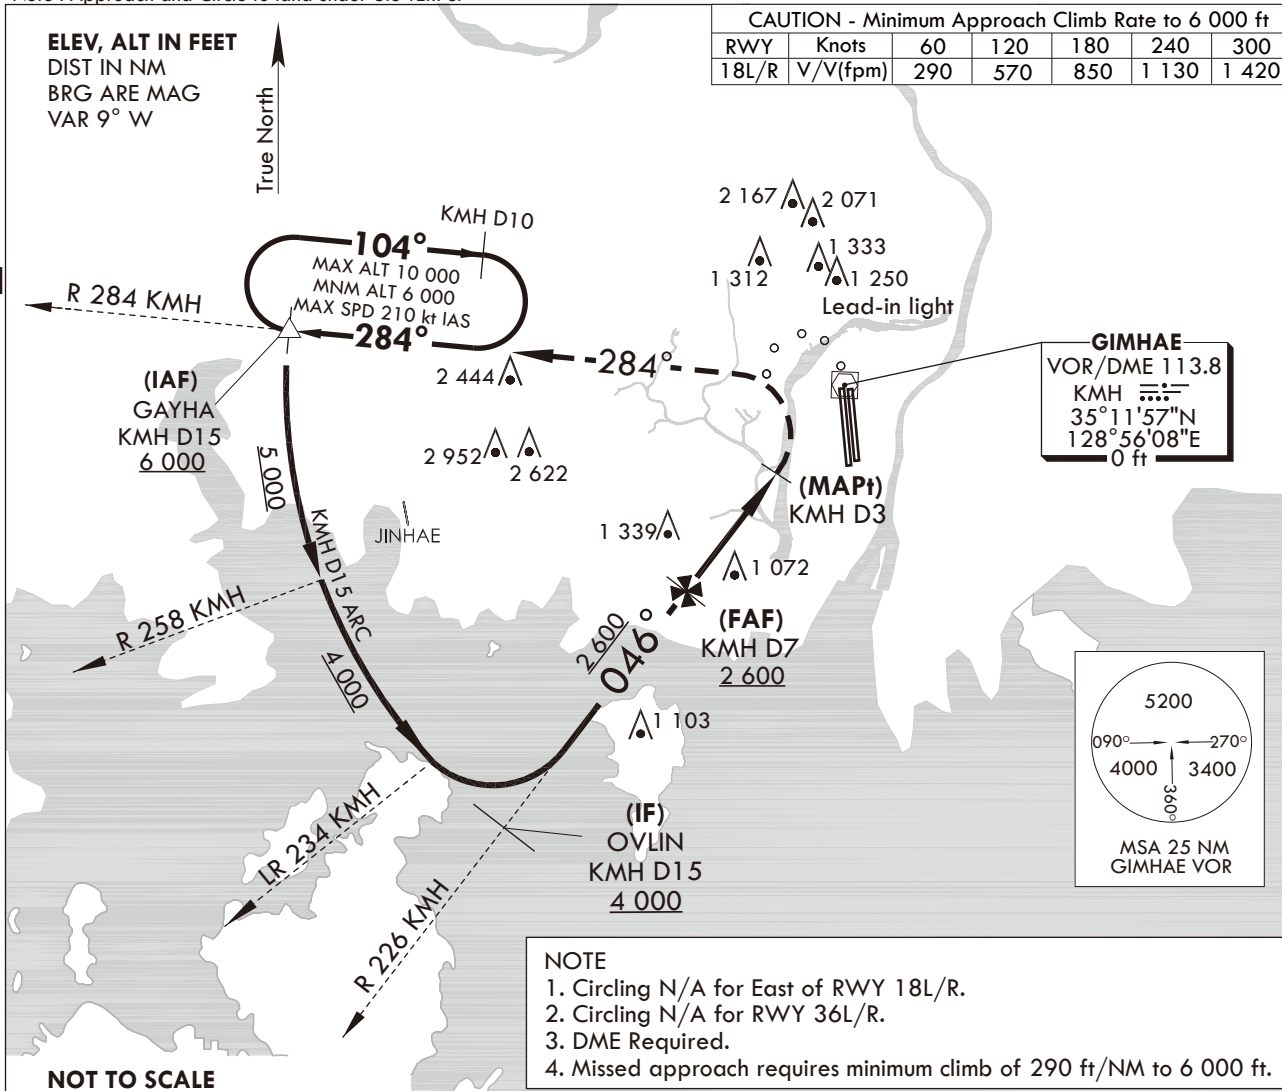 CAUTION - Minimum Approach Climb Rate to 6 000 ft
RWY Knots 60 120 180 240 300
18L/R V/V(fpm) 290 570 850 1 130 1 420
ELEV, ALT IN FEET
DIST IN NM
BRG ARE MAG
VAR 9° W
True North
KMH D10
104°
MAX ALT 10 000
MNM ALT 6 000
MAX SPD 210 kt IAS
284°
R 284 KMH
(IAF)
GAYHA
KMH D15
6 000
2 167
2 071
1 333
1 312
1 250
Lead-in light
GIMHAE
VOR/DME 113.8
KMH
35°11'57"N
128°56'08"E
0 ft
284°
2 444
2 952
2 622
5 000
KMH D15 ARC
JINHAE
(MAPt)
KMH D3
1 339
1 072
R 258 KMH
4 000
2 600
046°
(FAF)
KMH D7
2 600
1 103
LR 234 KMH
R 226 KMH
(IF)
OVLIN
KMH D15
4 000
5200
090°
270°
4000
3400
360°
MSA 25 NM
GIMHAE VOR
NOTE
1. Circling N/A for East of RWY 18L/R.
2. Circling N/A for RWY 36L/R.
3. DME Required.
4. Missed approach requires minimum climb of 290 ft/NM to 6 000 ft.
NOT TO SCALE